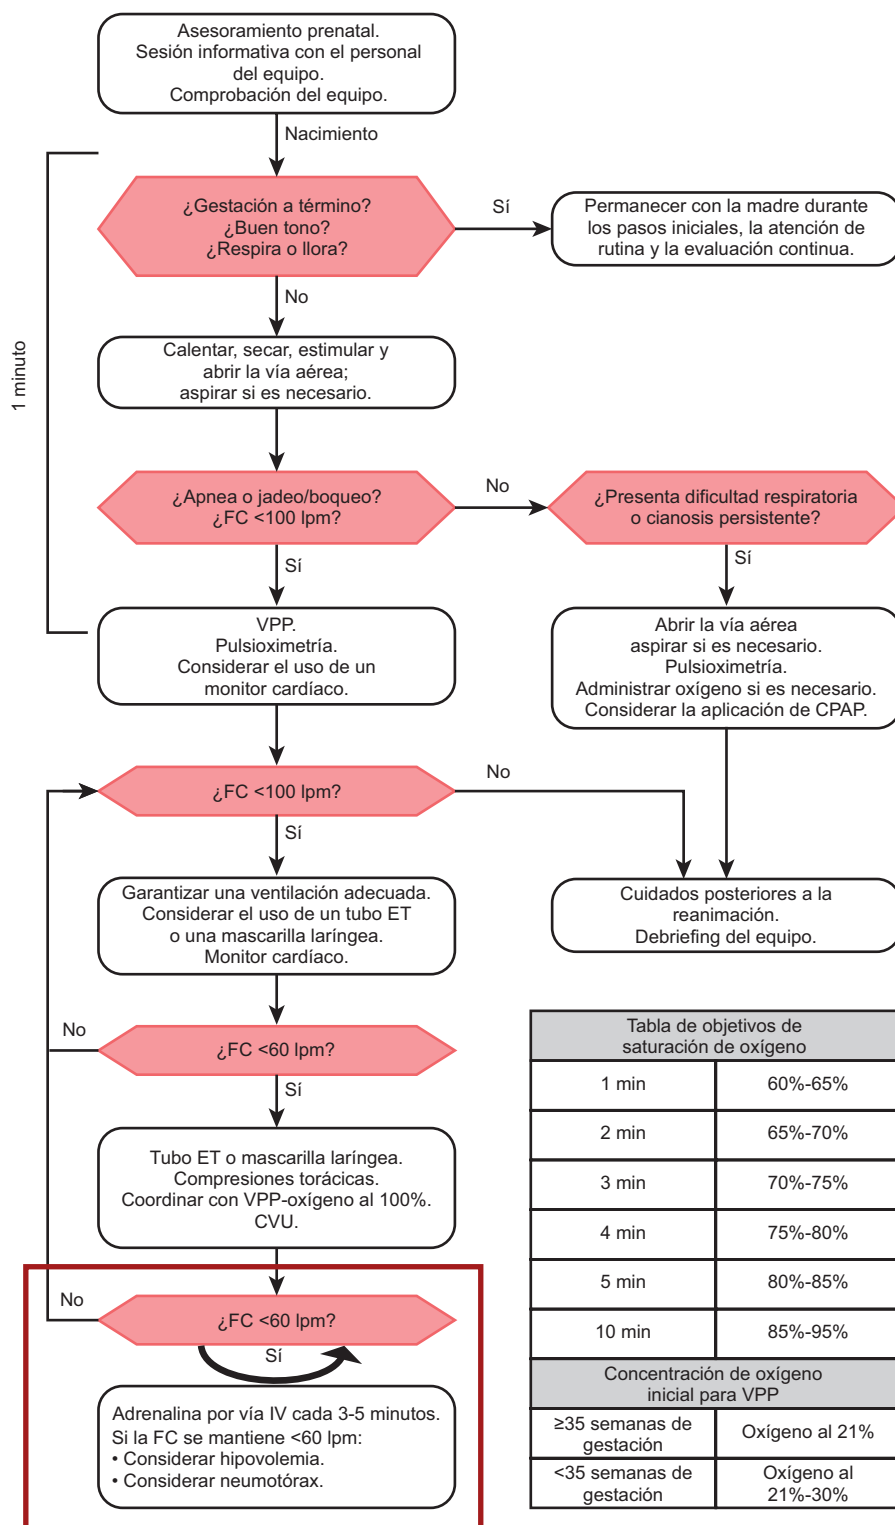 Asesoramiento prenatal.
Sesión informativa con el personal
del equipo.
Comprobación del equipo.
Nacimiento
1 minuto
¿Gestación a término?
¿Buen tono?
¿Respira o llora?
Sí
Permanecer con la madre durante
los pasos iniciales, la atención de
rutina y la evaluación continua.
No
Calentar, secar, estimular y
abrir la vía aérea;
aspirar si es necesario.
¿Apnea o jadeo/boqueo?
¿FC <100 lpm?
No
¿Presenta dificultad respiratoria
o cianosis persistente?
Sí
Sí
VPP.
Pulsioximetría.
Considerar el uso de un
monitor cardíaco.
Abrir la vía aérea
aspirar si es necesario.
Pulsioximetría.
Administrar oxígeno si es necesario.
Considerar la aplicación de CPAP.
¿FC <100 lpm?
No
Sí
Garantizar una ventilación adecuada.
Considerar el uso de un tubo ET
o una mascarilla laríngea.
Monitor cardíaco.
Cuidados posteriores a la
reanimación.
Debriefing del equipo.
No
¿FC <60 lpm?
Sí
Tubo ET o mascarilla laríngea.
Compresiones torácicas.
Coordinar con VPP-oxígeno al 100%.
CVU.
No
¿FC <60 lpm?
Sí
Adrenalina por vía IV cada 3-5 minutos.
Si la FC se mantiene <60 lpm:
• Considerar hipovolemia.
• Considerar neumotórax.
Tabla de objetivos de
saturación de oxígeno
1 min 60%-65%
2 min 65%-70%
3 min 70%-75%
4 min 75%-80%
5 min 80%-85%
10 min 85%-95%
Concentración de oxígeno
inicial para VPP
≥35 semanas de
gestación
Oxígeno al 21%
<35 semanas de
gestación
Oxígeno al
21%-30%